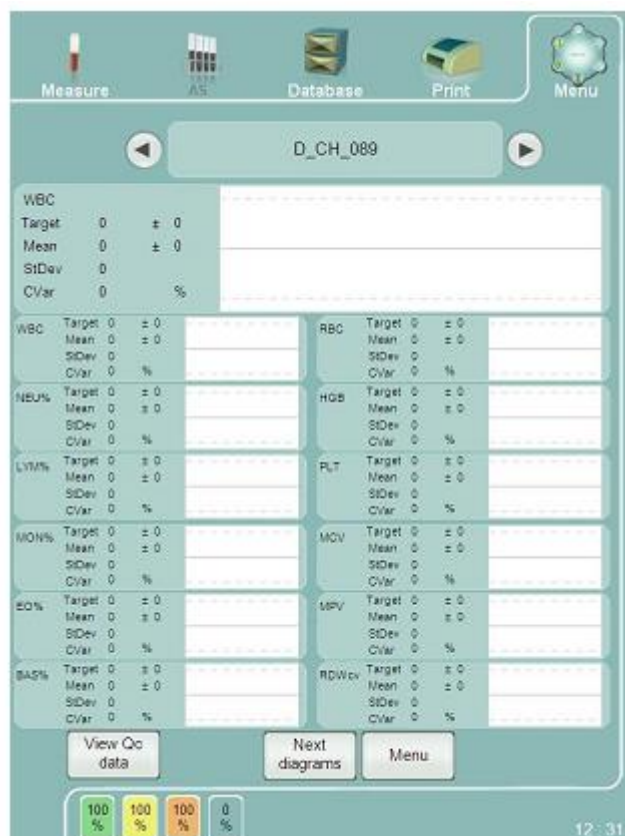 Measure AS Database Print Menu
D_CH_089
WBC
Target 0 ± 0
Mean 0 ± 0
StDev 0
CVar 0 %
WBC Target 0 ± 0 RBC Target 0 ± 0
Mean 0 ± 0 Mean 0 ± 0
StDev 0 StDev 0
CVar 0 % CVar 0 %
NEU% Target 0 ± 0 HGB Target 0 ± 0
Mean 0 ± 0 Mean 0 ± 0
StDev 0 StDev 0
CVar 0 % CVar 0 %
LYM% Target 0 ± 0 PLT Target 0 ± 0
Mean 0 ± 0 Mean 0 ± 0
StDev 0 StDev 0
CVar 0 % CVar 0 %
MON% Target 0 ± 0 MCV Target 0 ± 0
Mean 0 ± 0 Mean 0 ± 0
StDev 0 StDev 0
CVar 0 % CVar 0 %
EO% Target 0 ± 0 MPV Target 0 ± 0
Mean 0 ± 0 Mean 0 ± 0
StDev 0 StDev 0
CVar 0 % CVar 0 %
BAS% Target 0 ± 0 RDWcv Target 0 ± 0
Mean 0 ± 0 Mean 0 ± 0
StDev 0 StDev 0
CVar 0 % CVar 0 %
View Qc Next Menu
data diagrams
100 100 100 0
% % % %
12:31